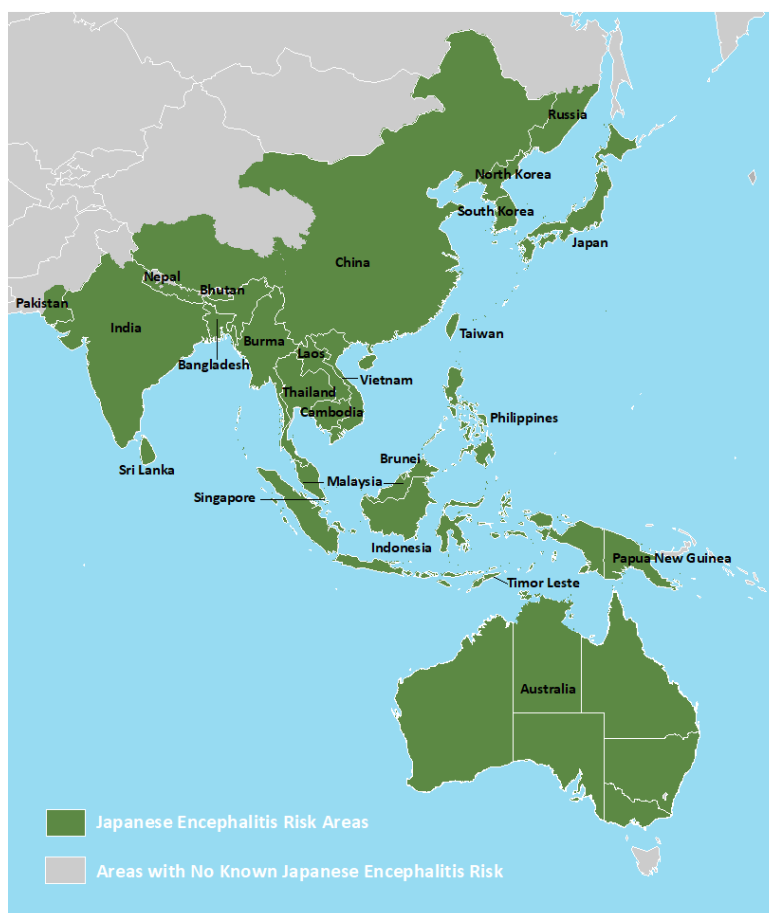 Russia
North Korea
South Korea
Japan
China
Nepal
Bhutan
Pakistan
India
Burma
Taiwan
Laos
Bangladesh
Vietnam
Thailand
Cambodia
Philippines
Brunei
Sri Lanka
Malaysia
Singapore
Indonesia
Papua New Guinea
Timor Leste
Australia
Japanese Encephalitis Risk Areas
Areas with No Known Japanese Encephalitis Risk